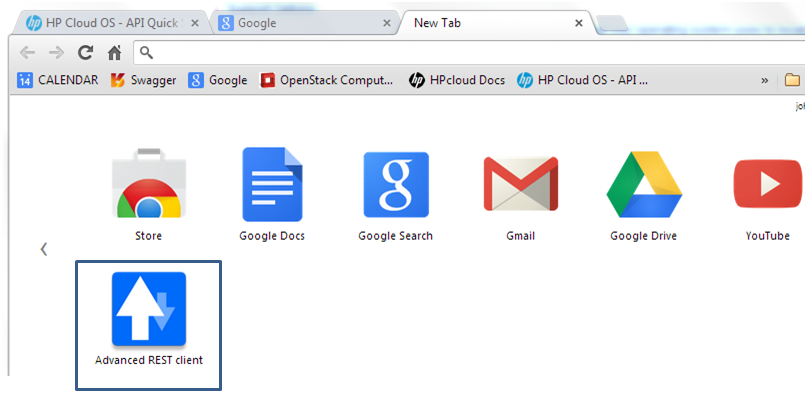 HP Cloud OS - API Quick
Google
New Tab
14 CALENDAR
Swagger
Google
OpenStack Comput...
HPcloud Docs
HP Cloud OS - API ...
»
joh
Store
Google Docs
Google Search
Gmail
Google Drive
YouTube
Advanced REST client